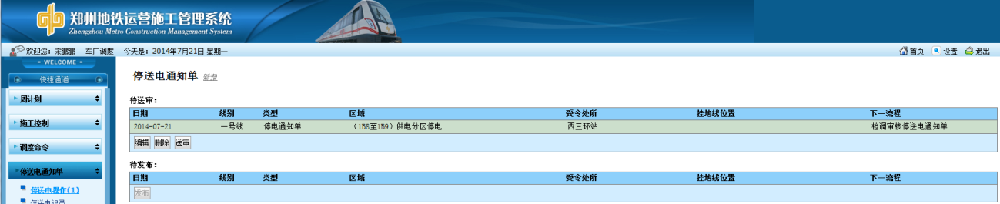 郑州地铁运营施工管理系统
Zhengzhou Metro Construction Management System
欢迎您：宋鹏鹏 车厂调度 今天是：2014年7月21日 星期一 首页 设置 退出
- WELCOME -
快捷通道
周计划
施工控制
调度命令
停送电通知单
停送电操作(1)
停送电记录
停送电通知单 新增
待送审：
日期 线别 类型 区域 受令处所 挂地线位置 下一流程
2014-07-21 一号线 停电通知单 （1B8至1B9）供电分区停电 西三环站 检调审核停送电通知单
编辑 删除 送审
待发布：
日期 线别 类型 区域 受令处所 挂地线位置 下一流程
发布